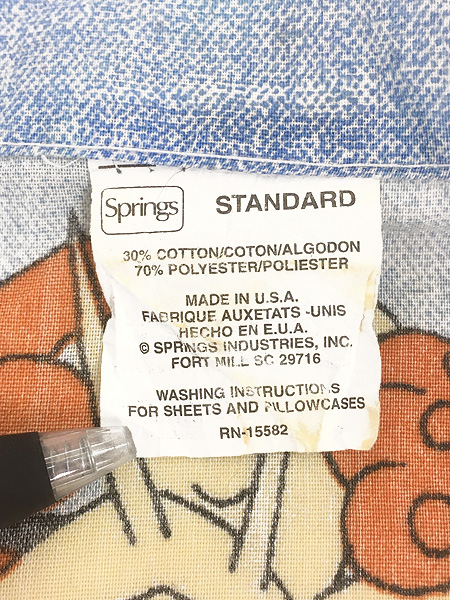 Springs STANDARD
30% COTTON/COTON/ALGODON
70% POLYESTER/POLIESTER
MADE IN U.S.A.
FABRIQUE AUXETATS -UNIS
HECHO EN E.U.A.
© SPRINGS INDUSTRIES, INC.
FORT MILL SC 29716
WASHING INSTRUCTIONS
FOR SHEETS AND PILLOWCASES
RN-15582